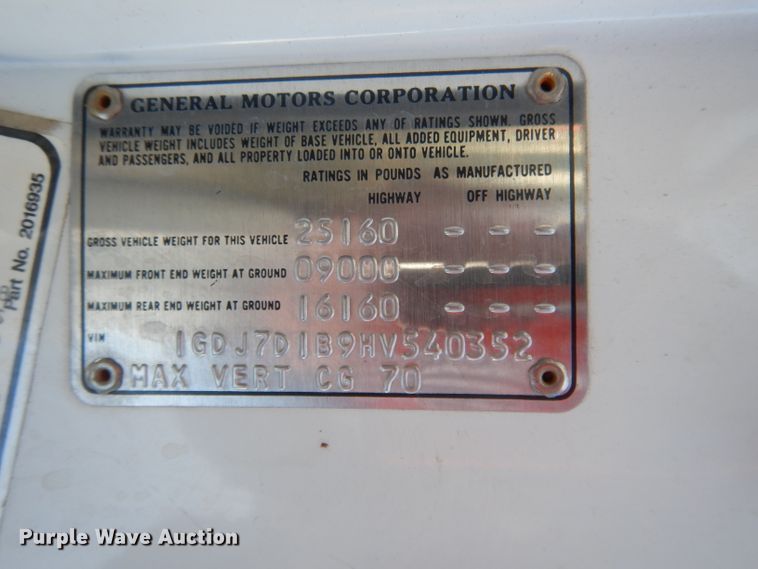 GENERAL MOTORS CORPORATION
WARRANTY MAY BE VOIDED IF WEIGHT EXCEEDS ANY OF RATINGS SHOWN. GROSS
VEHICLE WEIGHT INCLUDES WEIGHT OF BASE VEHICLE, ALL ADDED EQUIPMENT, DRIVER
AND PASSENGERS, AND ALL PROPERTY LOADED INTO OR ONTO VEHICLE.
RATINGS IN POUNDS AS MANUFACTURED
HIGHWAY OFF HIGHWAY
GROSS VEHICLE WEIGHT FOR THIS VEHICLE 25160 - - -
MAXIMUM FRONT END WEIGHT AT GROUND 09000 - - -
MAXIMUM REAR END WEIGHT AT GROUND 16160 - - -
VIN 1GDJ7D1B9HV540352
MAX VERT CG 70
Part No. 2016935
Purple Wave Auction